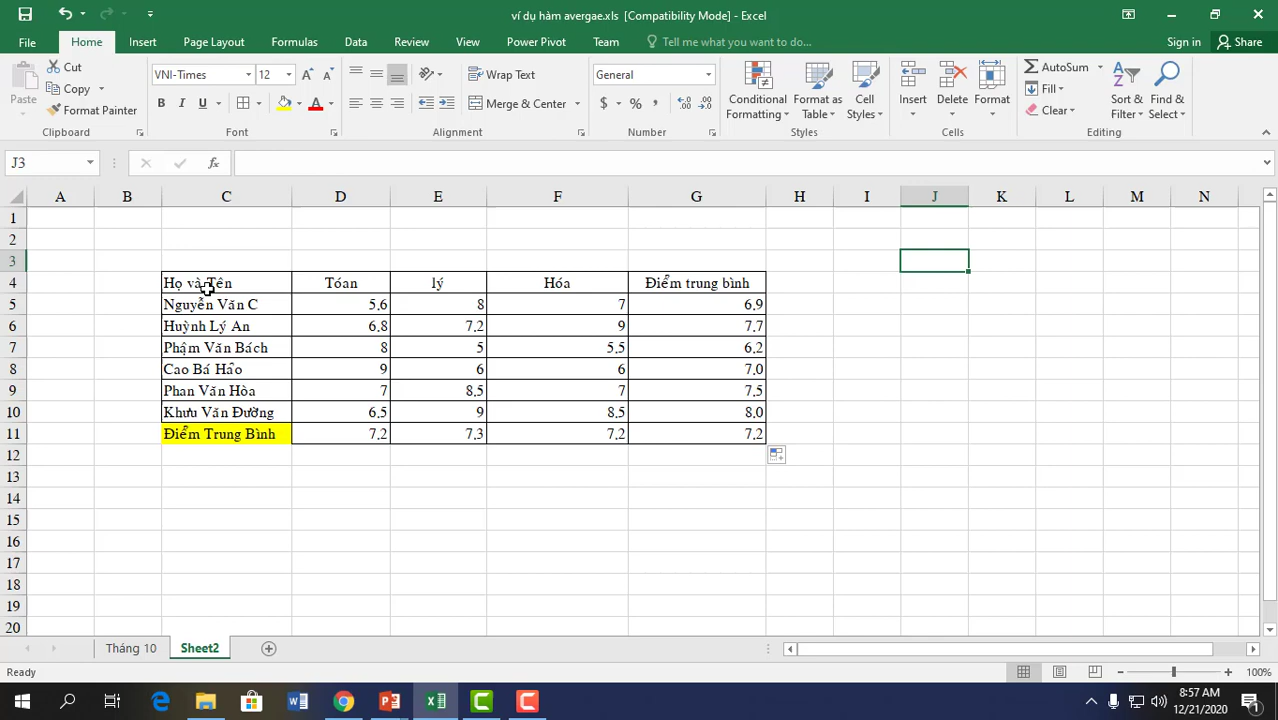 ví dụ hàm avergae.xls [Compatibility Mode] - Excel
File Home Insert Page Layout Formulas Data Review View Power Pivot Team Tell me what you want to do... Sign in Share
Paste Cut Copy Format Painter Clipboard
VNI-Times 12 B I U A A A Font
Wrap Text Merge & Center Alignment
General $ % , Number
Conditional Formatting Format as Table Cell Styles Styles
Insert Delete Format Cells
AutoSum Fill Clear Sort & Filter Find & Select Editing
J3 fx
A B C D E F G H I J K L M N
1
2
3
4 Họ và Tên Tóan lý Hóa Điểm trung bình
5 Nguyễn Văn C 5.6 8 7 6.9
6 Huỳnh Lý An 6.8 7.2 9 7.7
7 Phậm Văn Bách 8 5 5.5 6.2
8 Cao Bá Hảo 9 6 6 7.0
9 Phan Văn Hòa 7 8.5 7 7.5
10 Khưu Văn Đường 6.5 9 8.5 8.0
11 Điểm Trung Bình 7.2 7.3 7.2 7.2
12
13
14
15
16
17
18
19
20
Tháng 10 Sheet2
Ready 100%
8:57 AM
12/21/2020